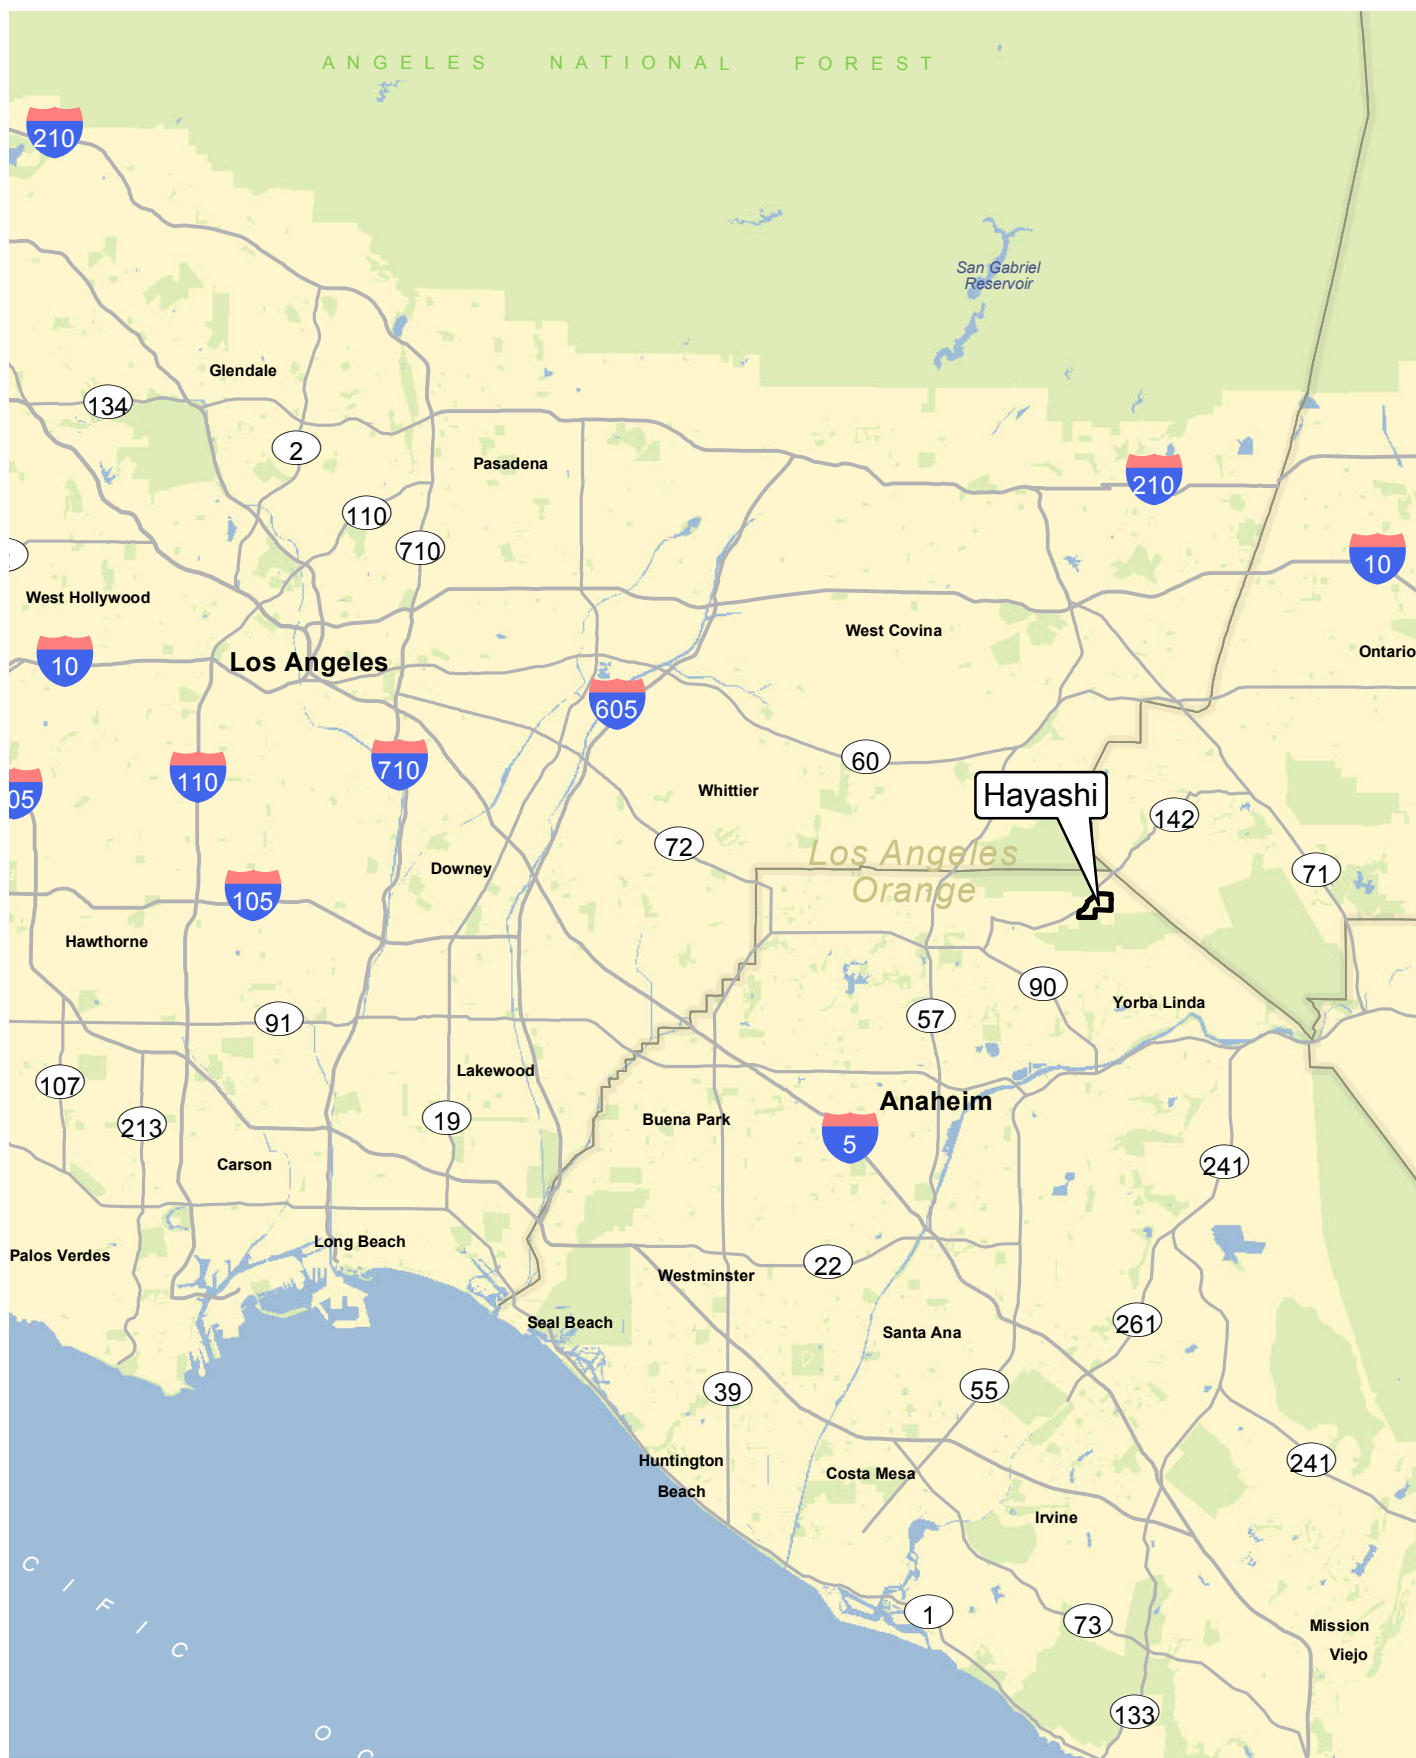 ANGELES NATIONAL FOREST
210
San Gabriel
Reservoir
Glendale
134
2
Pasadena
210
110
710
10
West Hollywood
West Covina
10
Los Angeles
Ontario
605
110
710
60
05
Whittier
Hayashi
142
72
Los Angeles
Orange
Downey
71
105
Hawthorne
90
Yorba Linda
91
57
Lakewood
107
Anaheim
19
Buena Park
213
5
Carson
241
Long Beach
Palos Verdes
22
Westminster
Seal Beach
261
Santa Ana
39
55
Huntington
Beach
241
Costa Mesa
Irvine
CIFIC
1
73
Mission
Viejo
133
OC